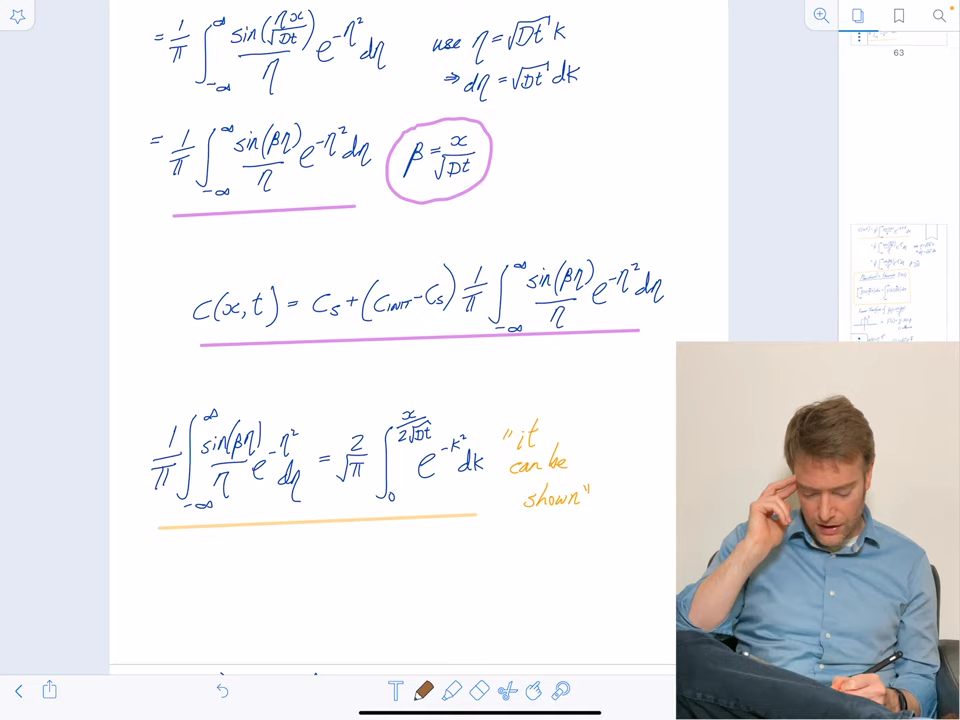 = 1/π ∫_{-∞}^{∞} sin(ηx/√Dt)/η e^{-η²} dη use η = √Dt k
⇒ dη = √Dt dk
= 1/π ∫_{-∞}^{∞} sin(βη)/η e^{-η²} dη β = x/√Dt
C(x,t) = C_S + (C_INIT - C_S) 1/π ∫_{-∞}^{∞} sin(βη)/η e^{-η²} dη
1/π ∫_{-∞}^{∞} sin(βη)/η e^{-η²} dη = 2/√π ∫_0^{x/2√Dt} e^{-k²} dk "it
can be
shown"
63
T